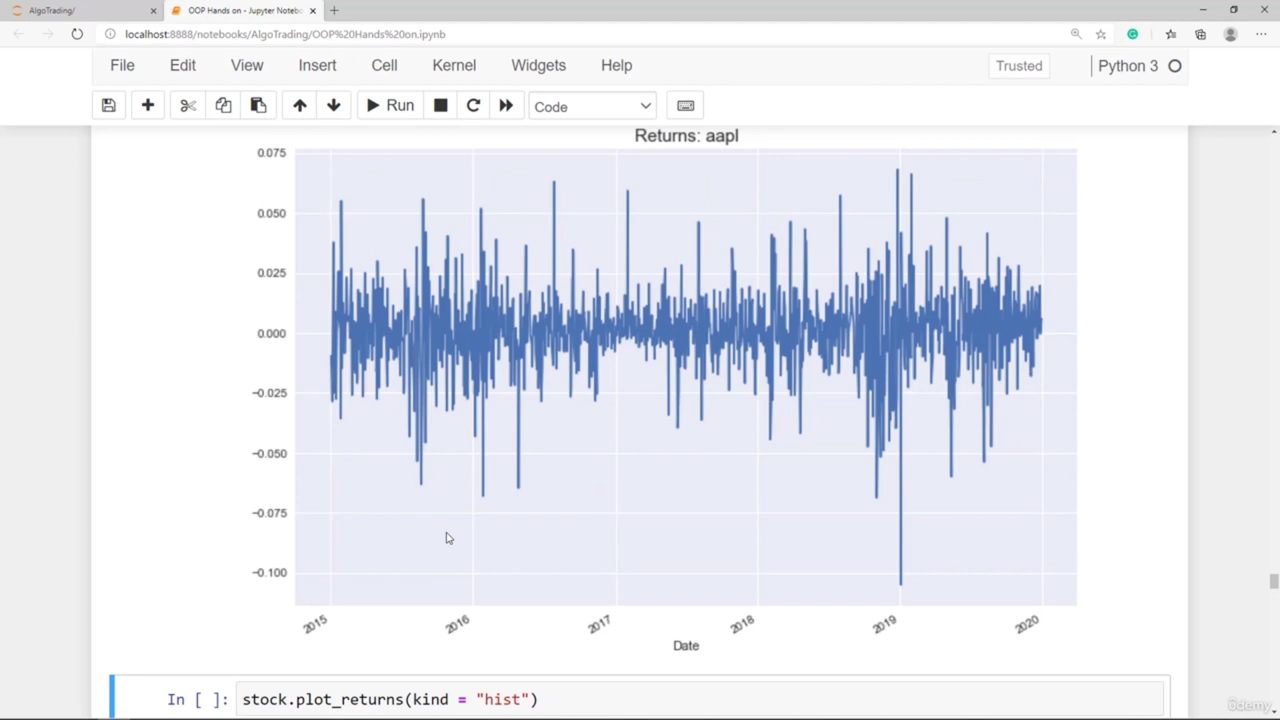 AlgoTrading/
OOP Hands on - Jupyter Notebo
localhost:8888/notebooks/AlgoTrading/OOP%20Hands%20on.ipynb
File Edit View Insert Cell Kernel Widgets Help Trusted Python 3
Run Code
Returns: aapl
0.075
0.050
0.025
0.000
−0.025
−0.050
−0.075
−0.100
2015 2016 2017 2018 2019 2020
Date
In [ ]: stock.plot_returns(kind = "hist")
ûdemy